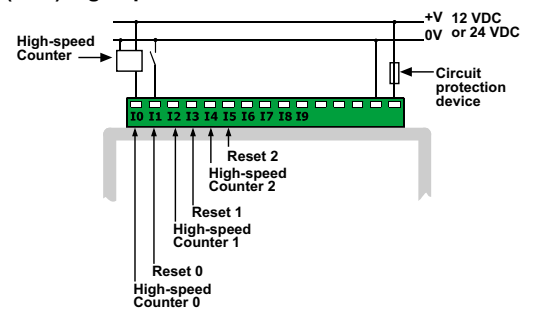 +V 12 VDC
0V or 24 VDC
High-speed
Counter
Circuit
protection
device
I0 I1 I2 I3 I4 I5 I6 I7 I8 I9
Reset 2
High-speed
Counter 2
Reset 1
High-speed
Counter 1
Reset 0
High-speed
Counter 0